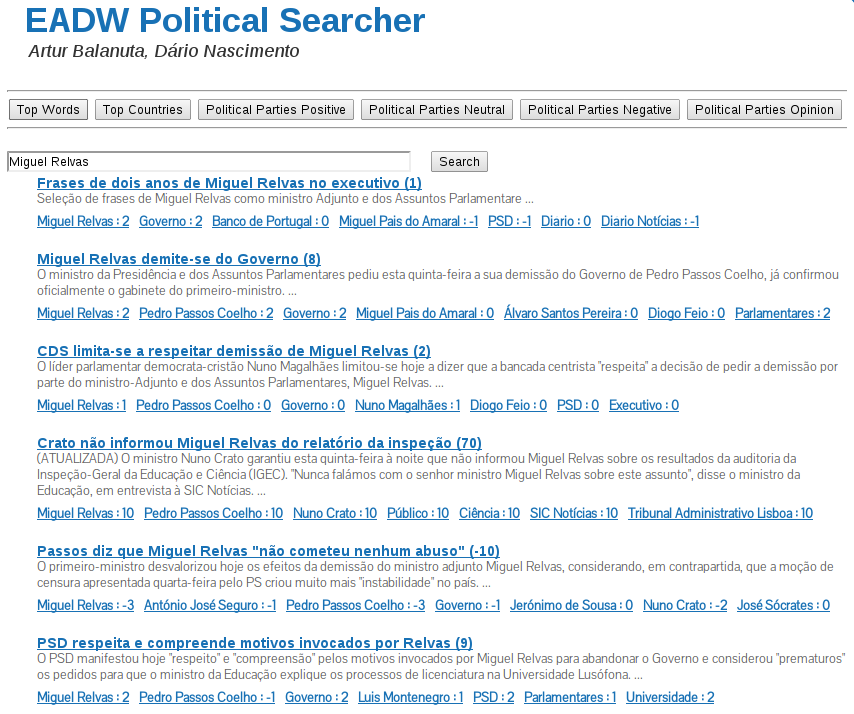 EADW Political Searcher
Artur Balanuta, Dário Nascimento
Top Words Top Countries Political Parties Positive Political Parties Neutral Political Parties Negative Political Parties Opinion
Miguel Relvas Search
Frases de dois anos de Miguel Relvas no executivo (1)
Seleção de frases de Miguel Relvas como ministro Adjunto e dos Assuntos Parlamentare ...
Miguel Relvas : 2 Governo : 2 Banco de Portugal : 0 Miguel Pais do Amaral : -1 PSD : -1 Diario : 0 Diario Notícias : -1
Miguel Relvas demite-se do Governo (8)
O ministro da Presidência e dos Assuntos Parlamentares pediu esta quinta-feira a sua demissão do Governo de Pedro Passos Coelho, já confirmou
oficialmente o gabinete do primeiro-ministro. ...
Miguel Relvas : 2 Pedro Passos Coelho : 2 Governo : 2 Miguel Pais do Amaral : 0 Álvaro Santos Pereira : 0 Diogo Feio : 0 Parlamentares : 2
CDS limita-se a respeitar demissão de Miguel Relvas (2)
O líder parlamentar democrata-cristão Nuno Magalhães limitou-se hoje a dizer que a bancada centrista "respeita" a decisão de pedir a demissão por
parte do ministro-Adjunto e dos Assuntos Parlamentares, Miguel Relvas. ...
Miguel Relvas : 1 Pedro Passos Coelho : 0 Governo : 0 Nuno Magalhães : 1 Diogo Feio : 0 PSD : 0 Executivo : 0
Crato não informou Miguel Relvas do relatório da inspeção (70)
(ATUALIZADA) O ministro Nuno Crato garantiu esta quinta-feira à noite que não informou Miguel Relvas sobre os resultados da auditoria da
Inspeção-Geral da Educação e Ciência (IGEC). "Nunca falámos com o senhor ministro Miguel Relvas sobre este assunto", disse o ministro da
Educação, em entrevista à SIC Notícias. ...
Miguel Relvas : 10 Pedro Passos Coelho : 10 Nuno Crato : 10 Público : 10 Ciência : 10 SIC Notícias : 10 Tribunal Administrativo Lisboa : 10
Passos diz que Miguel Relvas "não cometeu nenhum abuso" (-10)
O primeiro-ministro desvalorizou hoje os efeitos da demissão do ministro adjunto Miguel Relvas, considerando, em contrapartida, que a moção de
censura apresentada quarta-feira pelo PS criou muito mais "instabilidade" no país. ...
Miguel Relvas : -3 António José Seguro : -1 Pedro Passos Coelho : -3 Governo : -1 Jerónimo de Sousa : 0 Nuno Crato : -2 José Sócrates : 0
PSD respeita e compreende motivos invocados por Relvas (9)
O PSD manifestou hoje "respeito" e "compreensão" pelos motivos invocados por Miguel Relvas para abandonar o Governo e considerou "prematuros"
os pedidos para que o ministro da Educação explique os processos de licenciatura na Universidade Lusófona. ...
Miguel Relvas : 2 Pedro Passos Coelho : -1 Governo : 2 Luis Montenegro : 1 PSD : 2 Parlamentares : 1 Universidade : 2